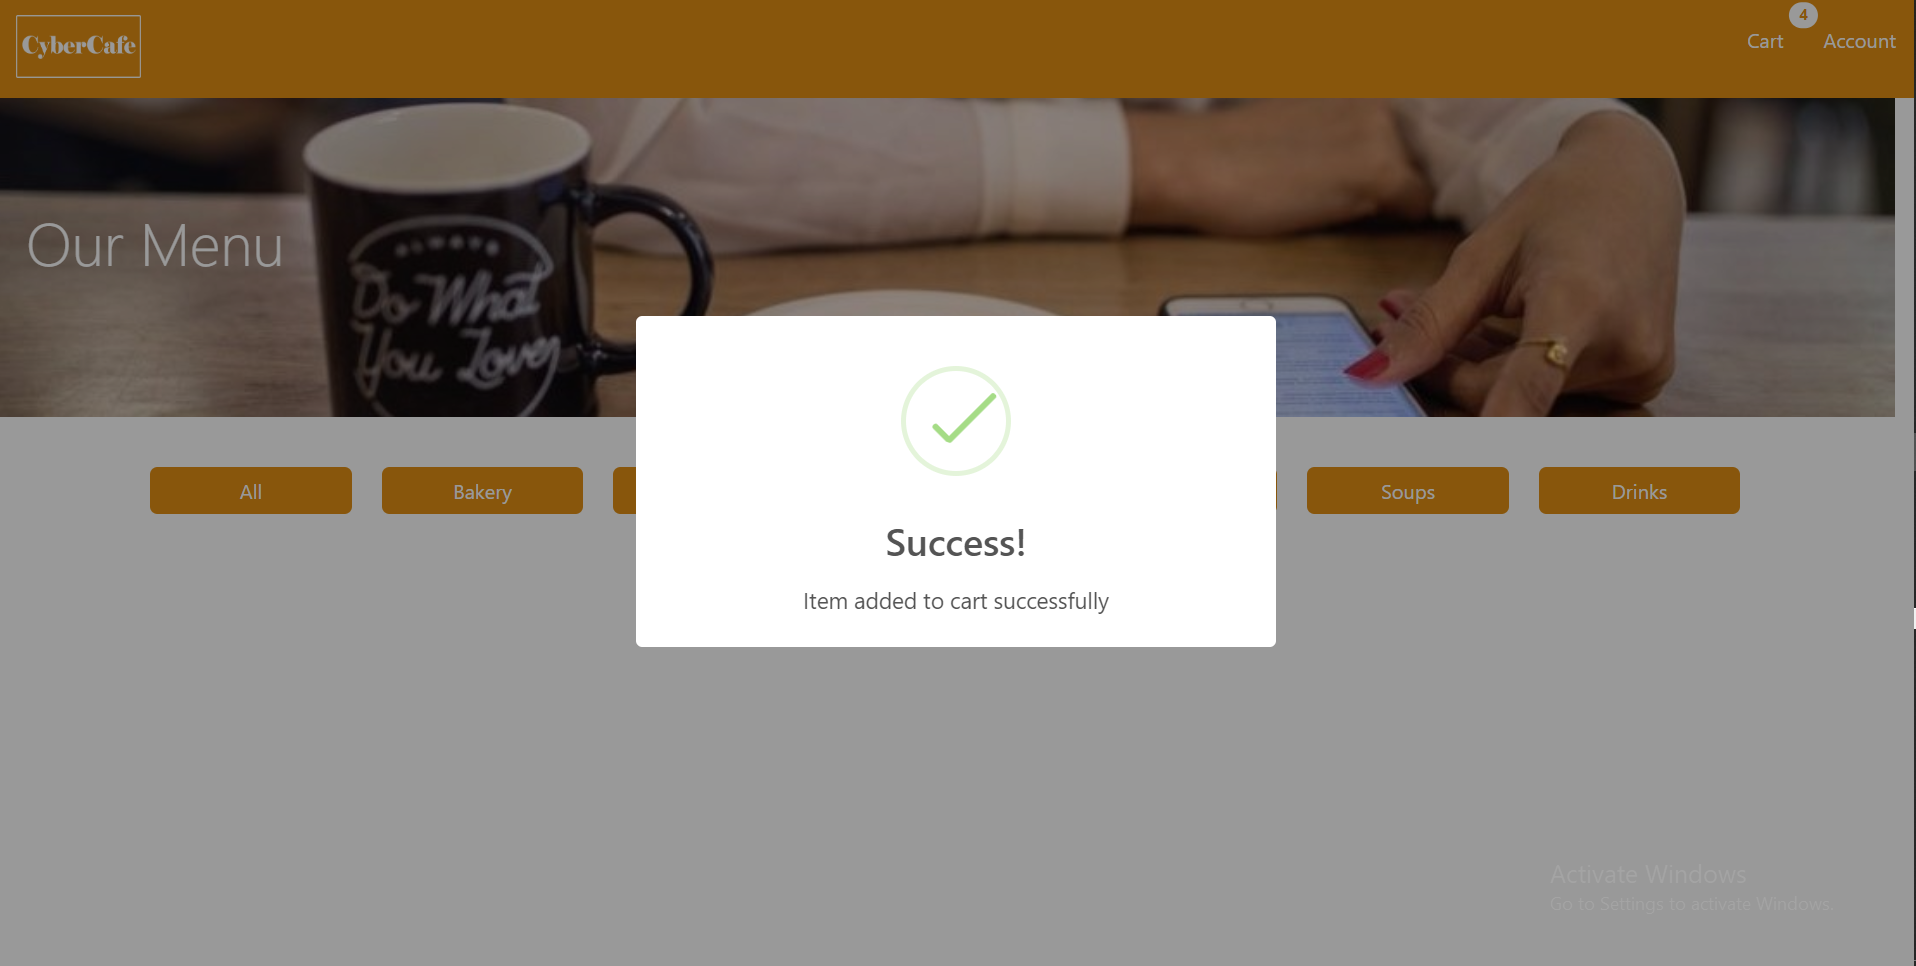 CyberCafe
4
Cart
Account
Our Menu
ALWAYS
Do What
You Love
Success!
Item added to cart successfully
All
Bakery
Soups
Drinks
Activate Windows
Go to Settings to activate Windows.